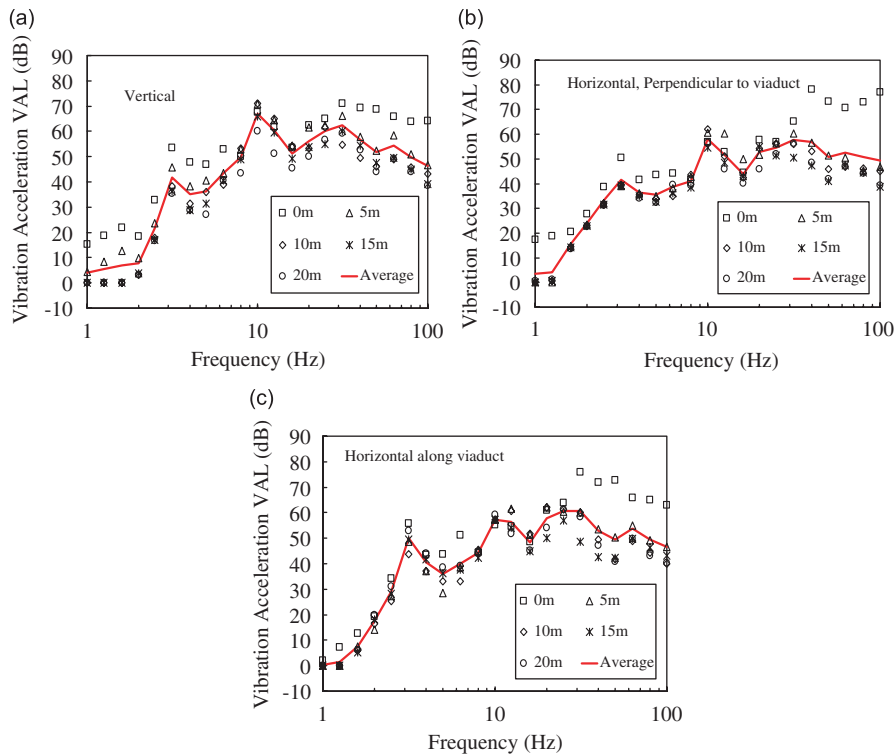 (a)
Vibration Acceleration VAL (dB)
90
80
70
60
50
40
30
20
10
0
-10
Vertical
0m 5m
10m 15m
20m Average
1 10 100
Frequency (Hz)
(b)
Vibration Acceleration VAL (dB)
90
80
70
60
50
40
30
20
10
0
-10
Horizontal, Perpendicular to viaduct
0m 5m
10m 15m
20m Average
1 10 100
Frequency (Hz)
(c)
Vibration Acceleration VAL (dB)
90
80
70
60
50
40
30
20
10
0
-10
Horizontal along viaduct
0m 5m
10m 15m
20m Average
1 10 100
Frequency (Hz)